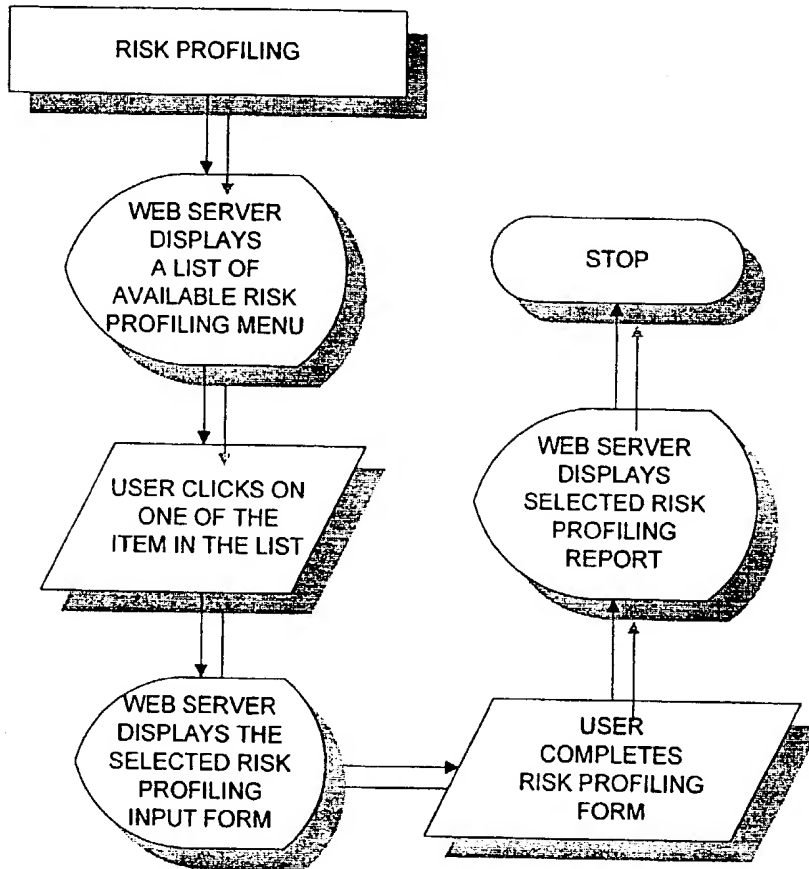 RISK PROFILING
WEB SERVER
DISPLAYS
A LIST OF
AVAILABLE RISK
PROFILING MENU
USER CLICKS ON
ONE OF THE
ITEM IN THE LIST
WEB SERVER
DISPLAYS THE
SELECTED RISK
PROFILING
INPUT FORM
USER
COMPLETES
RISK PROFILING
FORM
WEB SERVER
DISPLAYS
SELECTED RISK
PROFILING
REPORT
STOP